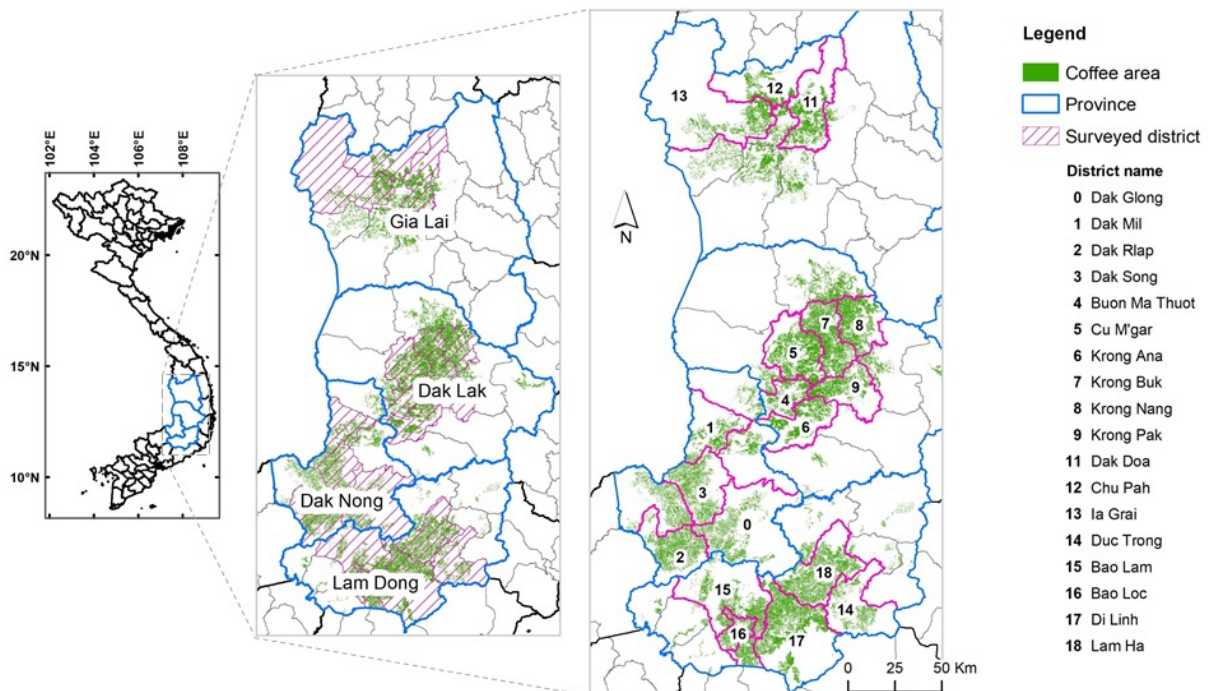 102°E
104°E
106°E
108°E
20°N
15°N
10°N
Gia Lai
Dak Lak
Dak Nong
Lam Dong
N
13
12
11
7
8
5
9
4
6
1
3
0
2
18
15
14
16
17
0 25 50 Km
Legend
Coffee area
Province
Surveyed district
District name
0 Dak Glong
1 Dak Mil
2 Dak Rlap
3 Dak Song
4 Buon Ma Thuot
5 Cu M'gar
6 Krong Ana
7 Krong Buk
8 Krong Nang
9 Krong Pak
11 Dak Doa
12 Chu Pah
13 Ia Grai
14 Duc Trong
15 Bao Lam
16 Bao Loc
17 Di Linh
18 Lam Ha